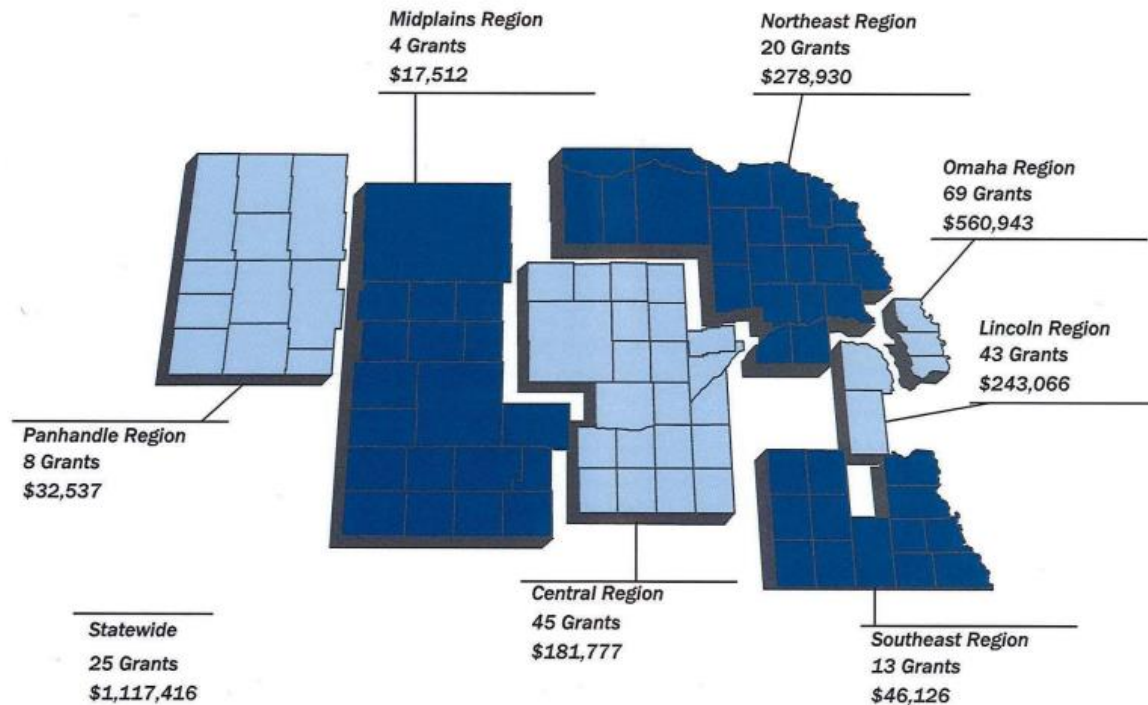 Midplains Region
4 Grants
$17,512
Northeast Region
20 Grants
$278,930
Omaha Region
69 Grants
$560,943
Lincoln Region
43 Grants
$243,066
Panhandle Region
8 Grants
$32,537
Central Region
45 Grants
$181,777
Southeast Region
13 Grants
$46,126
Statewide
25 Grants
$1,117,416